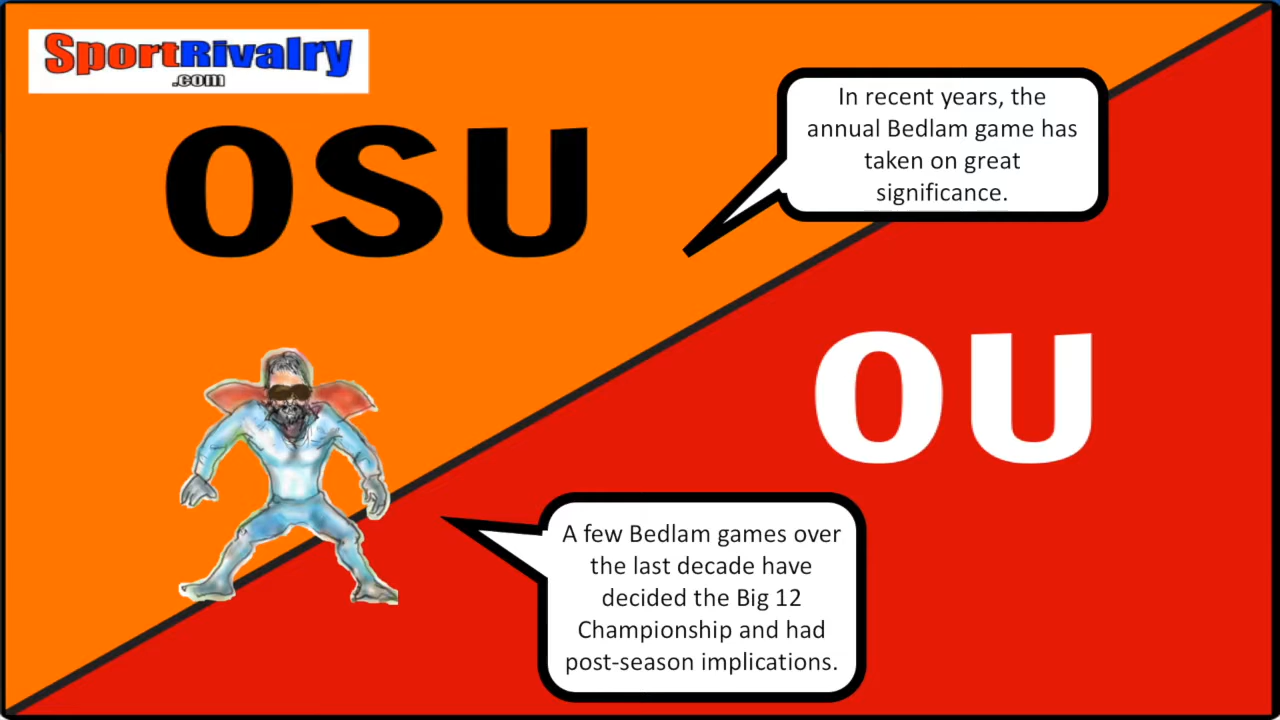 SportRivalry
.com
OSU
In recent years, the
annual Bedlam game has
taken on great
significance.
OU
A few Bedlam games over
the last decade have
decided the Big 12
Championship and had
post-season implications.